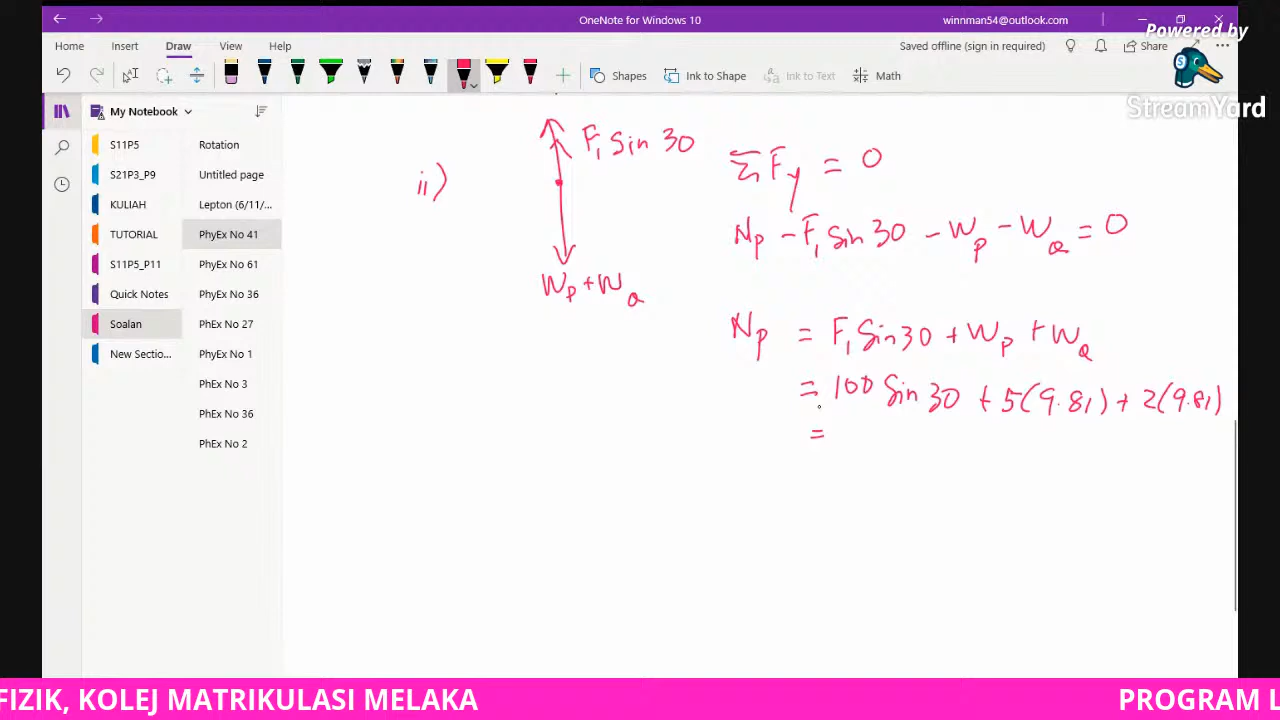 OneNote for Windows 10
winnman54@outlook.com
Powered by
StreamYard
Home Insert Draw View Help
Saved offline (sign in required)
Share
Shapes
Ink to Shape
Ink to Text
Math
My Notebook
S11P5
S21P3_P9
KULIAH
TUTORIAL
S11P5_P11
Quick Notes
Soalan
New Sectio...
Rotation
Untitled page
Lepton (6/11/...
PhyEx No 41
PhyEx No 61
PhyEx No 36
PhEx No 27
PhyEx No 1
PhEx No 3
PhyEx No 36
PhEx No 2
ii)
F₁ Sin 30
Wp + WQ
ΣFy = 0
Np - F₁ Sin 30 - Wp - WQ = 0
Np = F₁ Sin 30 + Wp + WQ
= 100 Sin 30 + 5(9.81) + 2(9.81)
=
FIZIK, KOLEJ MATRIKULASI MELAKA
PROGRAM L